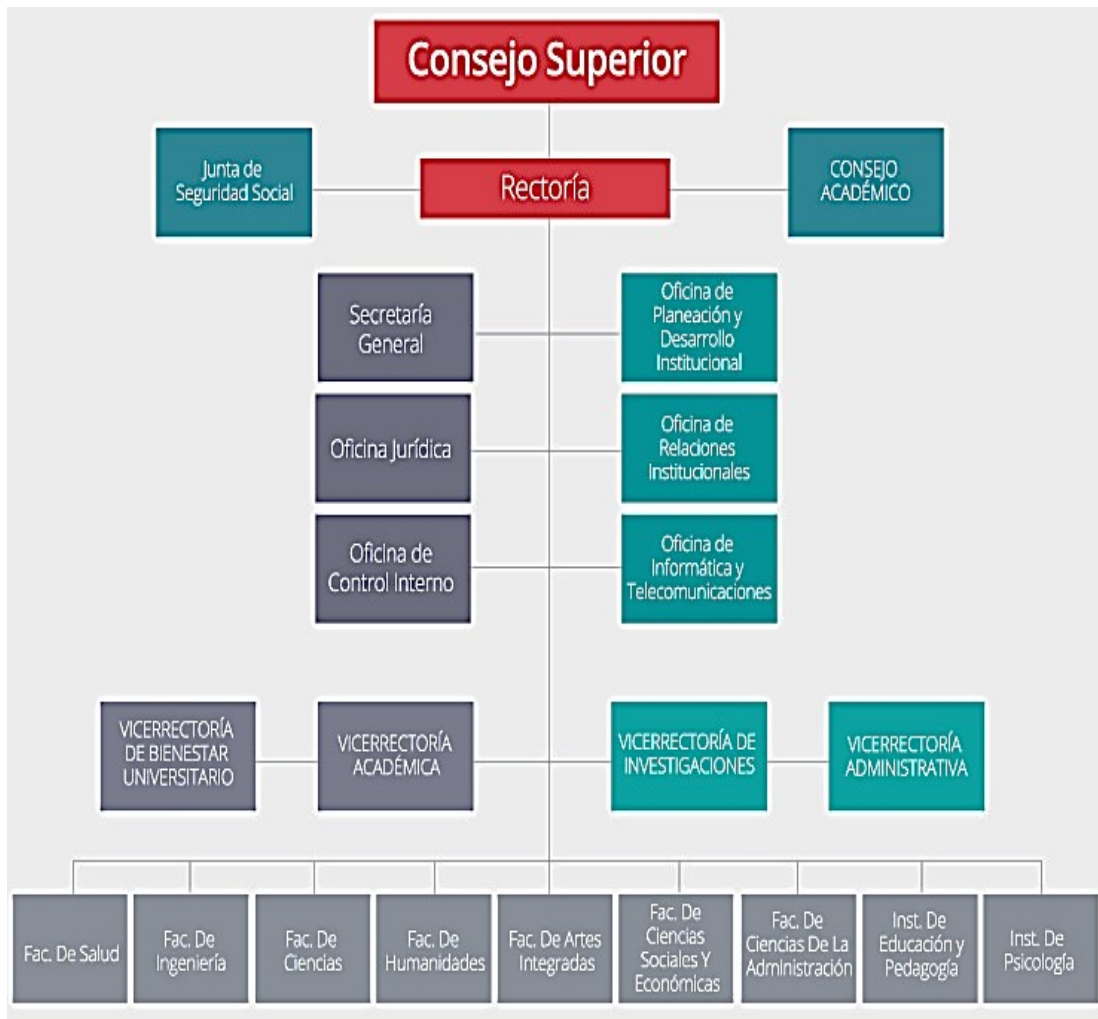 Consejo Superior
Junta de
Seguridad Social
Rectoría
CONSEJO
ACADÉMICO
Secretaría
General
Oficina de
Planeación y
Desarrollo
Institucional
Oficina Jurídica
Oficina de
Relaciones
Institucionales
Oficina de
Control Interno
Oficina de
Informática y
Telecomunicaciones
VICERRECTORÍA
DE BIENESTAR
UNIVERSITARIO
VICERRECTORÍA
ACADÉMICA
VICERRECTORÍA DE
INVESTIGACIONES
VICERRECTORÍA
ADMINISTRATIVA
Fac. De Salud
Fac. De
Ingeniería
Fac. De
Ciencias
Fac. De
Humanidades
Fac. De Artes
Integradas
Fac. De
Ciencias
Sociales Y
Económicas
Fac. De
Ciencias De La
Administración
Inst. De
Educación y
Pedagogía
Inst. De
Psicología